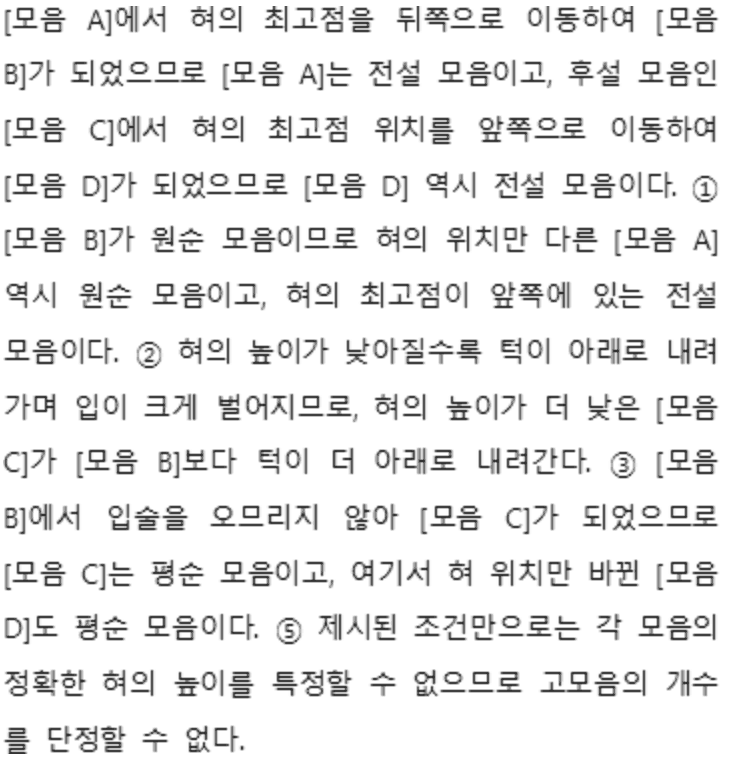 [모음 A]에서 혀의 최고점을 뒤쪽으로 이동하여 [모음
B]가 되었으므로 [모음 A]는 전설 모음이고, 후설 모음인
[모음 C]에서 혀의 최고점 위치를 앞쪽으로 이동하여
[모음 D]가 되었으므로 [모음 D] 역시 전설 모음이다. ①
[모음 B]가 원순 모음이므로 혀의 위치만 다른 [모음 A]
역시 원순 모음이고, 혀의 최고점이 앞쪽에 있는 전설
모음이다. ② 혀의 높이가 낮아질수록 턱이 아래로 내려
가며 입이 크게 벌어지므로, 혀의 높이가 더 낮은 [모음
C]가 [모음 B]보다 턱이 더 아래로 내려간다. ③ [모음
B]에서 입술을 오므리지 않아 [모음 C]가 되었으므로
[모음 C]는 평순 모음이고, 여기서 혀 위치만 바뀐 [모음
D]도 평순 모음이다. ⑤ 제시된 조건만으로는 각 모음의
정확한 혀의 높이를 특정할 수 없으므로 고모음의 개수
를 단정할 수 없다.